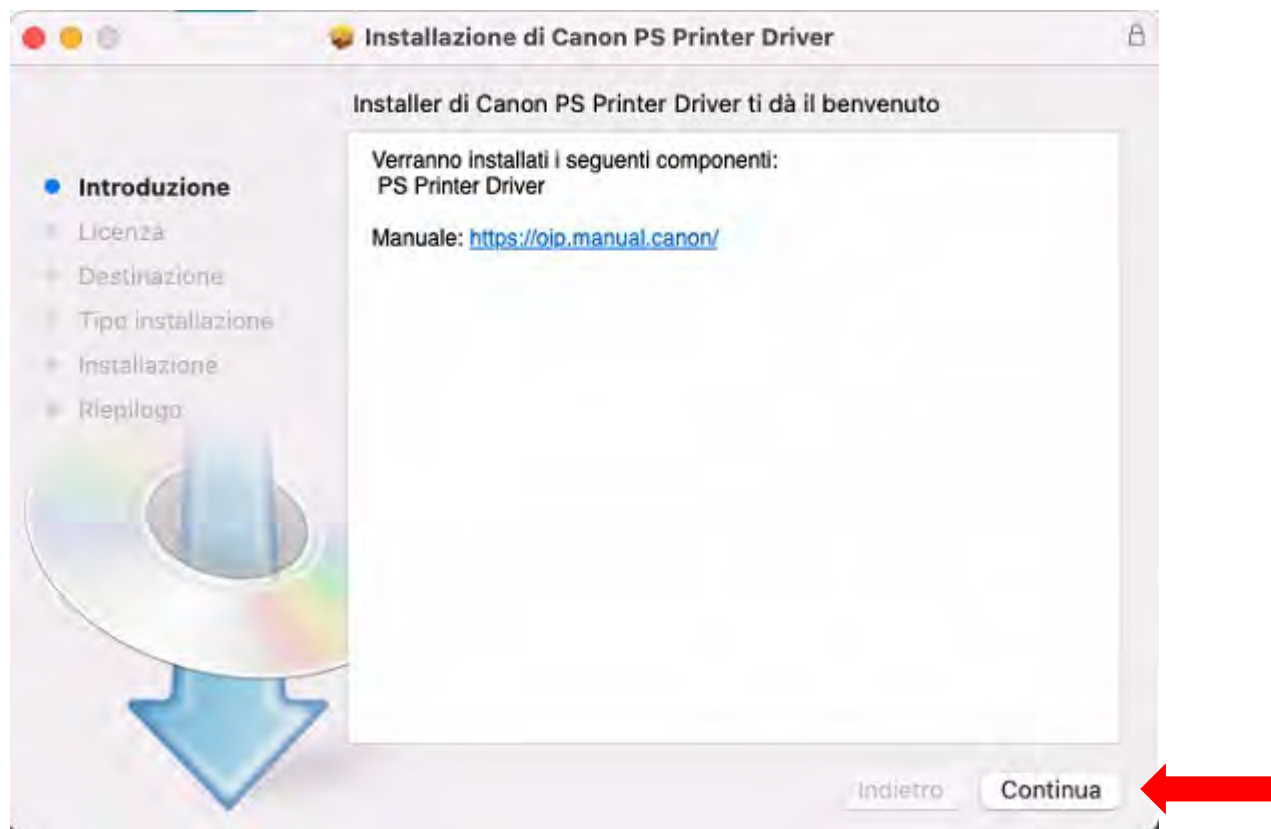 Installazione di Canon PS Printer Driver
Installer di Canon PS Printer Driver ti dà il benvenuto
Introduzione
Licenza
Destinazione
Tipo installazione
Installazione
Riepilogo
Verranno installati i seguenti componenti:
PS Printer Driver
Manuale: https://oip.manual.canon/
Indietro
Continua